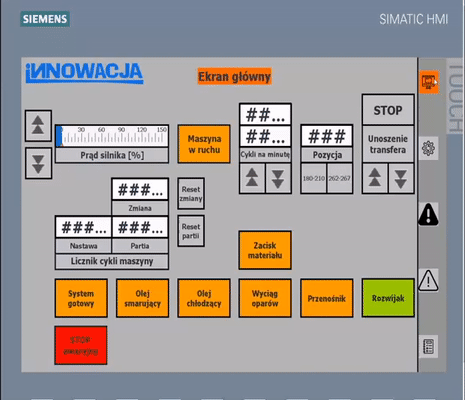 SIEMENS
SIMATIC HMI
TOUCH
iNNOWACJA
Ekran główny
0 30 60 90 120 150
Prąd silnika [%]
Maszyna
w ruchu
##...
##...
Cykli na minutę
###
Pozycja
180-210 262-267
STOP
Unoszenie
transfera
###...
Zmiana
Reset
zmiany
###... ###...
Nastawa Partia
Reset
partii
Licznik cykli maszyny
Zacisk
materiału
System
gotowy
Olej
smarujący
Olej
chłodzący
Wyciąg
oparów
Przenośnik
Rozwijak
STOP